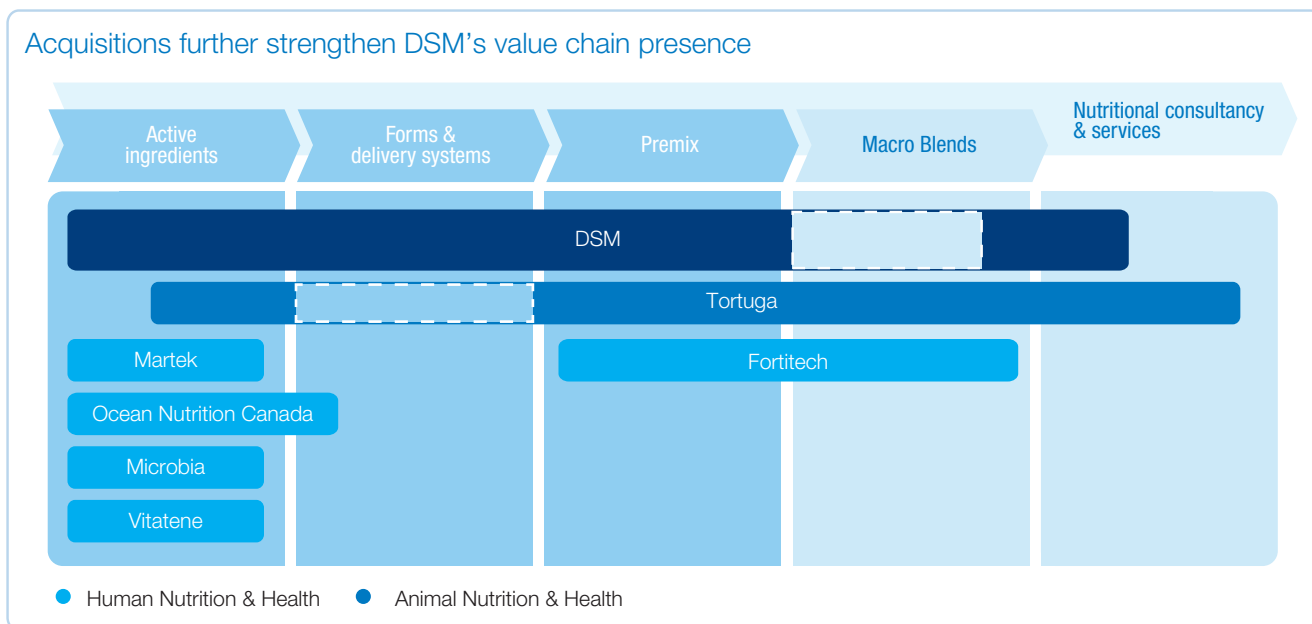 Acquisitions further strengthen DSM's value chain presence
Active
ingredients
Forms &
delivery systems
Premix
Macro Blends
Nutritional consultancy
& services
DSM
Tortuga
Martek
Fortitech
Ocean Nutrition Canada
Microbia
Vitatene
Human Nutrition & Health
Animal Nutrition & Health